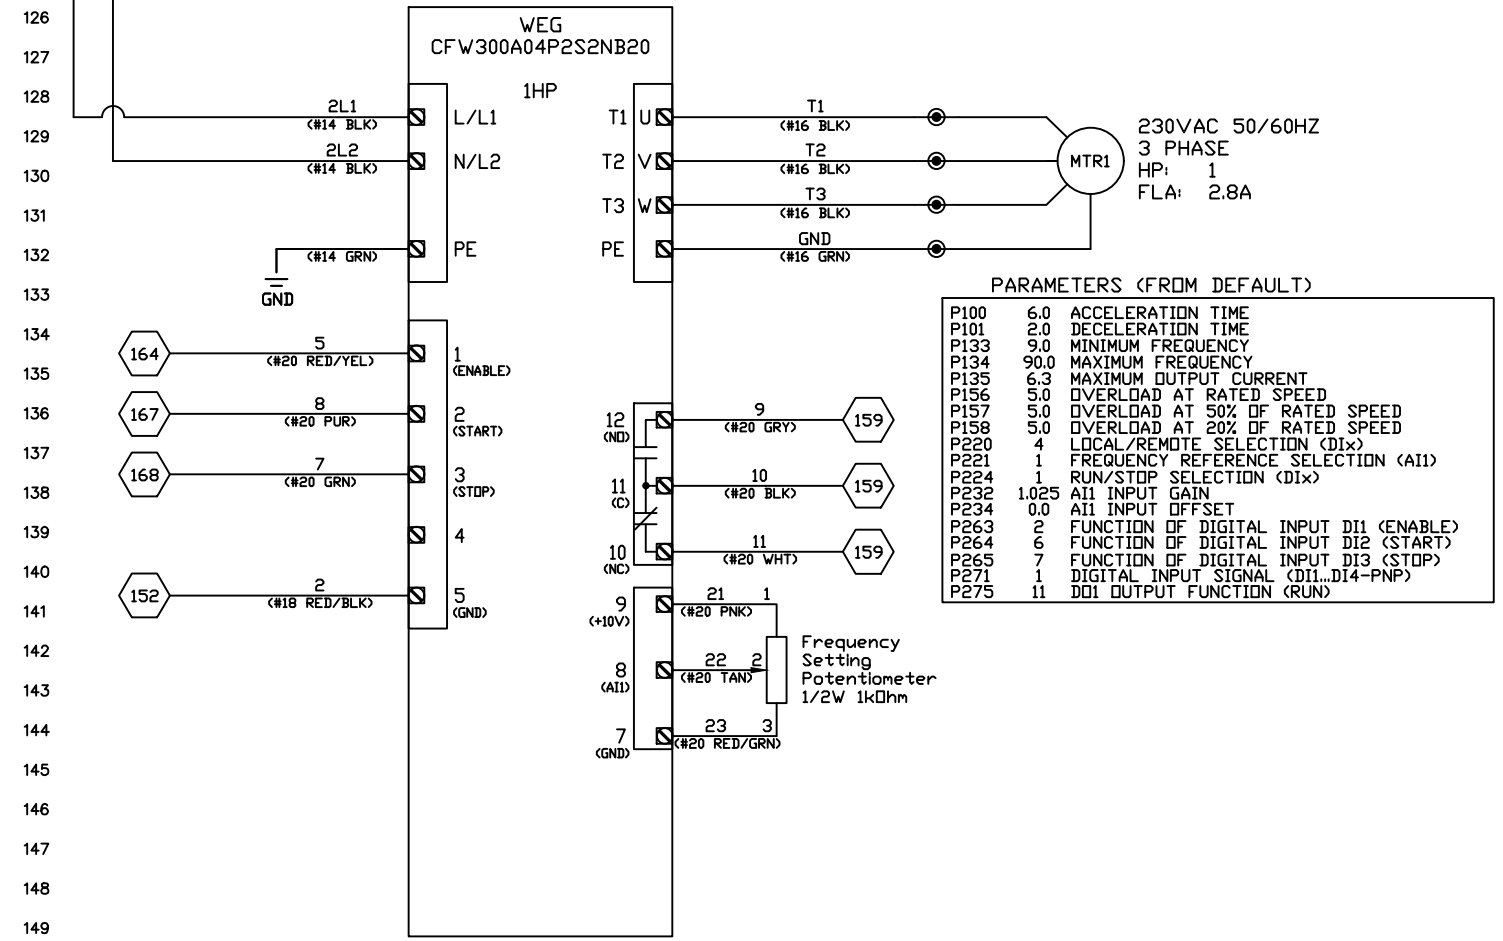 126
127
128
129
130
131
132
133
134
135
136
137
138
139
140
141
142
143
144
145
146
147
148
149
WEG
CFW300A04P2S2NB20
1HP
2L1
(#14 BLK)
L/L1
2L2
(#14 BLK)
N/L2
(#14 GRN)
PE
GND
T1 U
T1
(#16 BLK)
T2 V
T2
(#16 BLK)
T3 W
T3
(#16 BLK)
PE
GND
(#16 GRN)
MTR1
230VAC 50/60HZ
3 PHASE
HP: 1
FLA: 2.8A
164
5
(#20 RED/YEL)
1
(ENABLE)
167
8
(#20 PUR)
2
(START)
168
7
(#20 GRN)
3
(STOP)
4
152
2
(#18 RED/BLK)
5
(GND)
12
(NO)
9
(#20 GRY)
159
11
(C)
10
(#20 BLK)
159
10
(NC)
11
(#20 WHT)
159
9
(+10V)
21 1
(#20 PNK)
8
(AI1)
22 2
(#20 TAN)
7
(GND)
23 3
(#20 RED/GRN)
Frequency
Setting
Potentiometer
1/2W 1kOhm
PARAMETERS (FROM DEFAULT)
P100 6.0 ACCELERATION TIME
P101 2.0 DECELERATION TIME
P133 9.0 MINIMUM FREQUENCY
P134 90.0 MAXIMUM FREQUENCY
P135 6.3 MAXIMUM OUTPUT CURRENT
P156 5.0 OVERLOAD AT RATED SPEED
P157 5.0 OVERLOAD AT 50% OF RATED SPEED
P158 5.0 OVERLOAD AT 20% OF RATED SPEED
P220 4 LOCAL/REMOTE SELECTION (DIx)
P221 1 FREQUENCY REFERENCE SELECTION (AI1)
P224 1 RUN/STOP SELECTION (DIx)
P232 1.025 AI1 INPUT GAIN
P234 0.0 AI1 INPUT OFFSET
P263 2 FUNCTION OF DIGITAL INPUT DI1 (ENABLE)
P264 6 FUNCTION OF DIGITAL INPUT DI2 (START)
P265 7 FUNCTION OF DIGITAL INPUT DI3 (STOP)
P271 1 DIGITAL INPUT SIGNAL (DI1...DI4-PNP)
P275 11 DO1 OUTPUT FUNCTION (RUN)